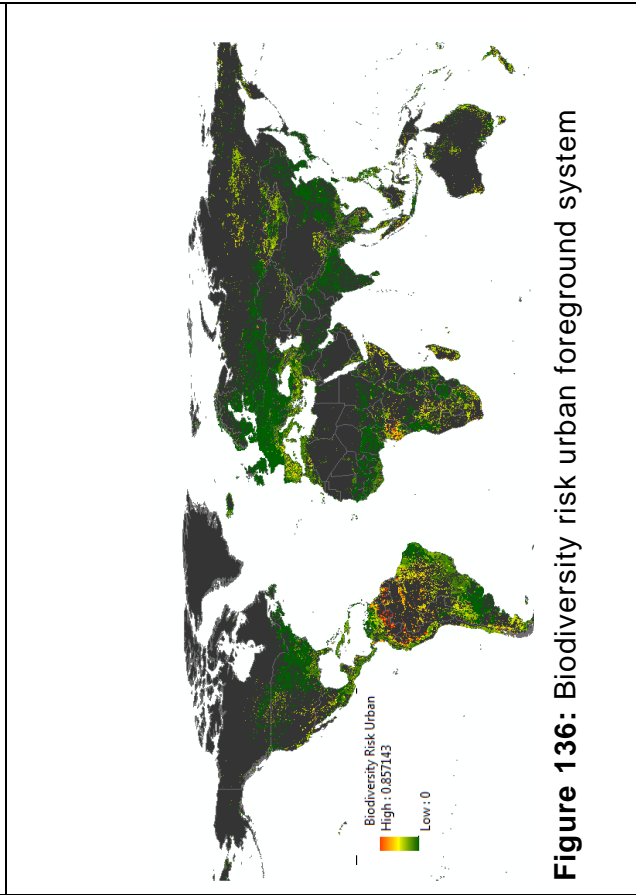 Biodiversity Risk Urban
High : 0.857143
Low : 0
Figure 136: Biodiversity risk urban foreground system